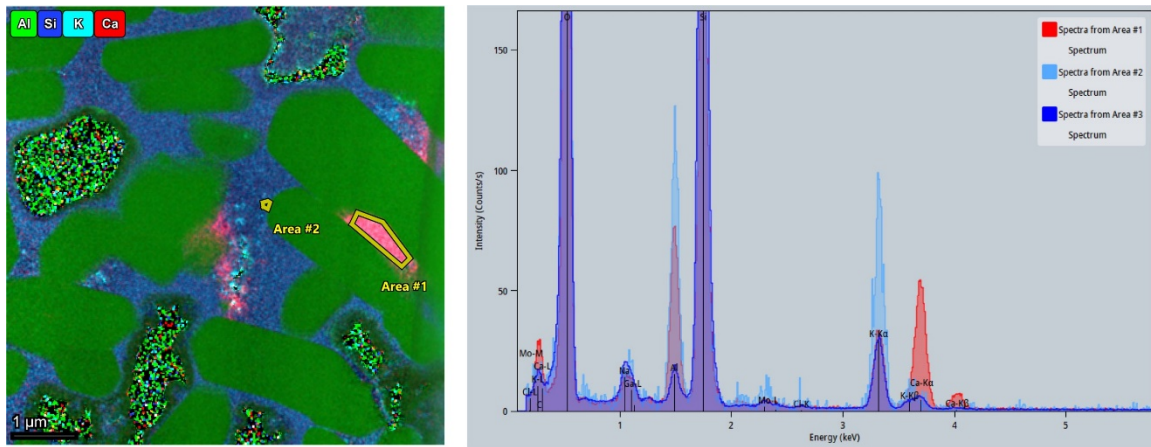 Al Si K Ca
Area #2
Area #1
1 μm
Intensity (Counts/s)
150
100
50
0
O
Si
Mo-M
Ca-L
K-L
C
Na
Ga-L
Al
Mo-L
K-Kα
K-Kβ
Ca-Kα
Ca-Kβ
1
2
3
4
5
Energy (keV)
Spectra from Area #1
Spectrum
Spectra from Area #2
Spectrum
Spectra from Area #3
Spectrum